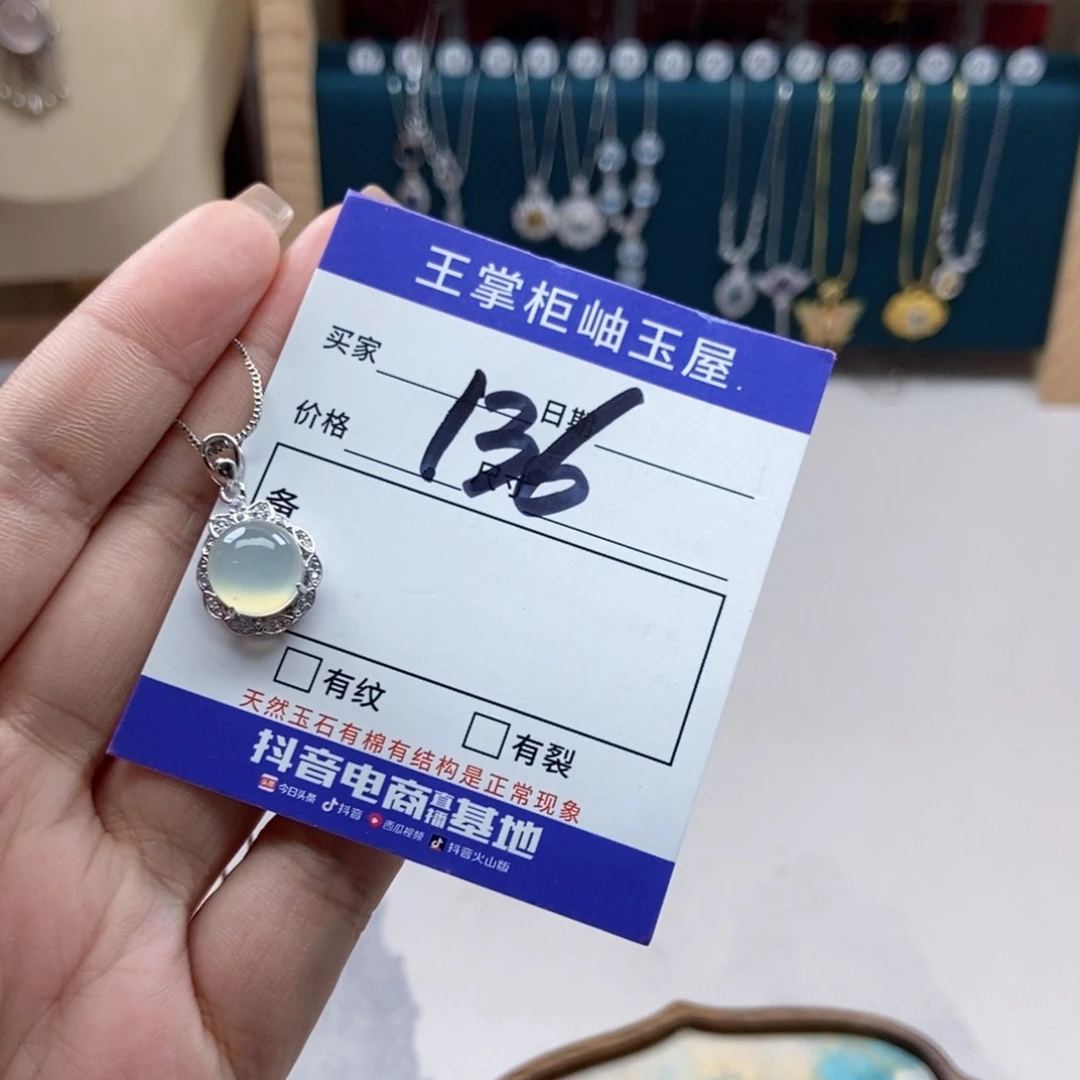 王掌柜岫玉屋
买家 日期
价格 尺寸
136
备
有纹 有裂
天然玉石有棉有结构是正常现象
抖音电商直播基地
今日头条 抖音 西瓜视频 抖音火山版